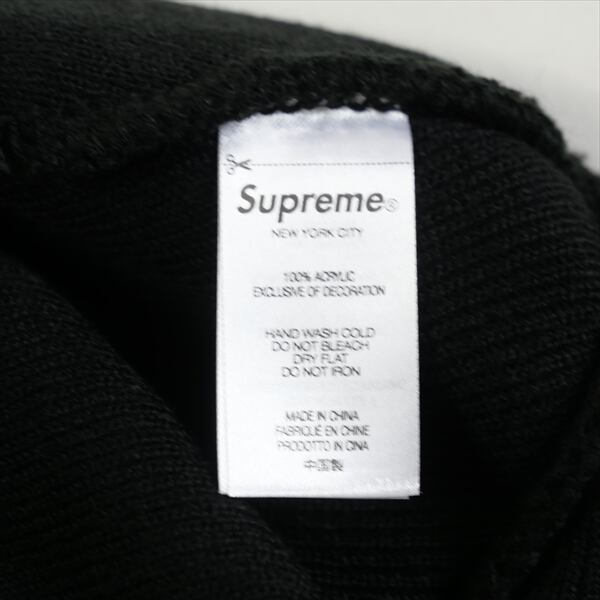 Supreme®
NEW YORK CITY
100% ACRYLIC
EXCLUSIVE OF DECORATION
HAND WASH COLD
DO NOT BLEACH
DRY FLAT
DO NOT IRON
MADE IN CHINA
FABRIQUÉ EN CHINE
PRODOTTO IN CINA
中国製